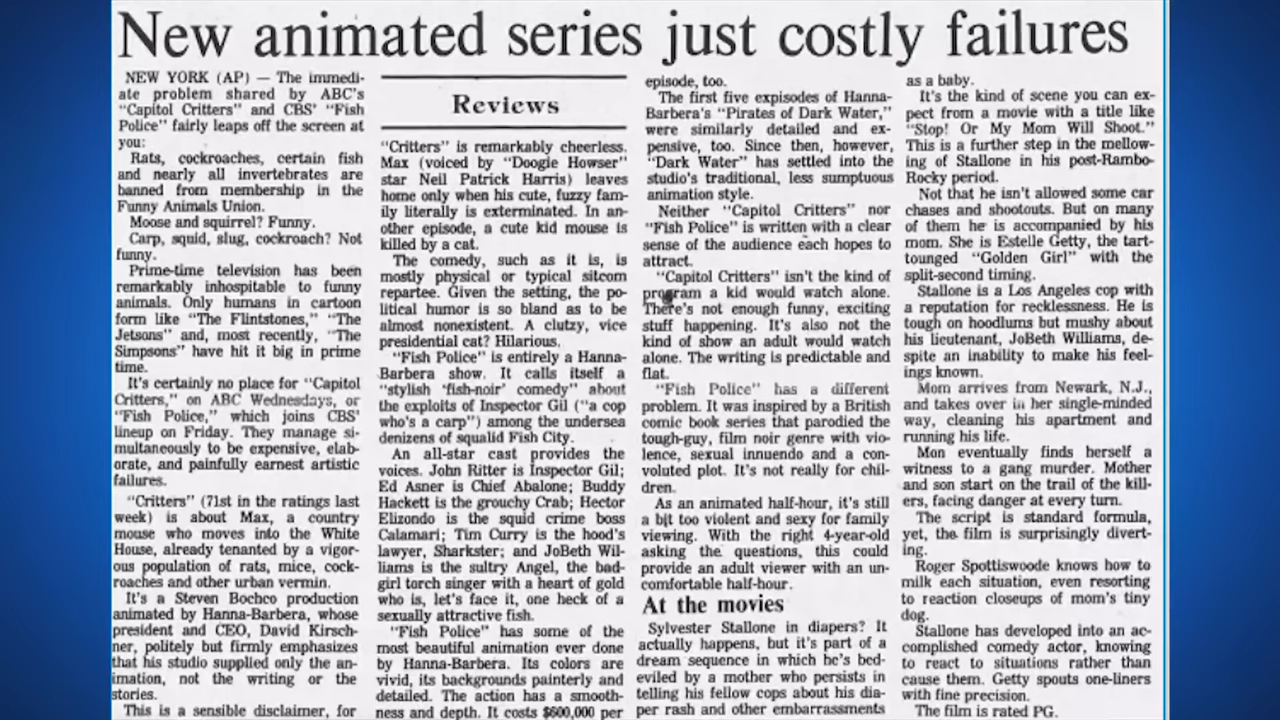 New animated series just costly failures
NEW YORK (AP) — The immedi-
ate problem shared by ABC's
"Capitol Critters" and CBS' "Fish
Police" fairly leaps off the screen at
you:
Rats, cockroaches, certain fish
and nearly all invertebrates are
banned from membership in the
Funny Animals Union.
Moose and squirrel? Funny.
Carp, squid, slug, cockroach? Not
funny.
Prime-time television has been
remarkably inhospitable to funny
animals. Only humans in cartoon
form like "The Flintstones," "The
Jetsons" and, most recently, "The
Simpsons" have hit it big in prime
time.
It's certainly no place for "Capitol
Critters," on ABC Wednesdays, or
"Fish Police," which joins CBS'
lineup on Friday. They manage si-
multaneously to be expensive, elab-
orate, and painfully earnest artistic
failures.
"Critters" (71st in the ratings last
week) is about Max, a country
mouse who moves into the White
House, already tenanted by a vigor-
ous population of rats, mice, cock-
roaches and other urban vermin.
It's a Steven Bochco production
animated by Hanna-Barbera, whose
president and CEO, David Kirsch-
ner, politely but firmly emphasizes
that his studio supplied only the an-
imation, not the writing or the
stories.
This is a sensible disclaimer, for
Reviews
"Critters" is remarkably cheerless.
Max (voiced by "Doogie Howser"
star Neil Patrick Harris) leaves
home only when his cute, fuzzy fam-
ily literally is exterminated. In an-
other episode, a cute kid mouse is
killed by a cat.
The comedy, such as it is, is
mostly physical or typical sitcom
repartee. Given the setting, the po-
litical humor is so bland as to be
almost nonexistent. A clutzy, vice
presidential cat? Hilarious.
"Fish Police" is entirely a Hanna-
Barbera show. It calls itself a
"stylish 'fish-noir' comedy" about
the exploits of Inspector Gil ("a cop
who's a carp") among the undersea
denizens of squalid Fish City.
An all-star cast provides the
voices. John Ritter is Inspector Gil;
Ed Asner is Chief Abalone; Buddy
Hackett is the grouchy Crab; Hector
Elizondo is the squid crime boss
Calamari; Tim Curry is the hood's
lawyer, Sharkster; and JoBeth Wil-
liams is the sultry Angel, the bad-
girl torch singer with a heart of gold
who is, let's face it, one heck of a
sexually attractive fish.
"Fish Police" has some of the
most beautiful animation ever done
by Hanna-Barbera. Its colors are
vivid, its backgrounds painterly and
detailed. The action has a smooth-
ness and depth. It costs $600,000 per
episode, too.
The first five expisodes of Hanna-
Barbera's "Pirates of Dark Water,"
were similarly detailed and ex-
pensive, too. Since then, however,
"Dark Water" has settled into the
studio's traditional, less sumptuous
animation style.
Neither "Capitol Critters" nor
"Fish Police" is written with a clear
sense of the audience each hopes to
attract.
"Capitol Critters" isn't the kind of
program a kid would watch alone.
There's not enough funny, exciting
stuff happening. It's also not the
kind of show an adult would watch
alone. The writing is predictable and
flat.
"Fish Police" has a different
problem. It was inspired by a British
comic book series that parodied the
tough-guy, film noir genre with vio-
lence, sexual innuendo and a con-
voluted plot. It's not really for chil-
dren.
As an animated half-hour, it's still
a bit too violent and sexy for family
viewing. With the right 4-year-old
asking the questions, this could
provide an adult viewer with an un-
comfortable half-hour.
At the movies
Sylvester Stallone in diapers? It
actually happens, but it's part of a
dream sequence in which he's bed-
eviled by a mother who persists in
telling his fellow cops about his dia-
per rash and other embarrassments
as a baby.
It's the kind of scene you can ex-
pect from a movie with a title like
"Stop! Or My Mom Will Shoot."
This is a further step in the mellow-
ing of Stallone in his post-Rambo-
Rocky period.
Not that he isn't allowed some car
chases and shootouts. But on many
of them he is accompanied by his
mom. She is Estelle Getty, the tart-
tounged "Golden Girl" with the
split-second timing.
Stallone is a Los Angeles cop with
a reputation for recklessness. He is
tough on hoodlums but mushy about
his lieutenant, JoBeth Williams, de-
spite an inability to make his feel-
ings known.
Mom arrives from Newark, N.J.,
and takes over in her single-minded
way, cleaning his apartment and
running his life.
Mon eventually finds herself a
witness to a gang murder. Mother
and son start on the trail of the kill-
ers, facing danger at every turn.
The script is standard formula,
yet, the film is surprisingly divert-
ing.
Roger Spottiswoode knows how to
milk each situation, even resorting
to reaction closeups of mom's tiny
dog.
Stallone has developed into an ac-
complished comedy actor, knowing
to react to situations rather than
cause them. Getty spouts one-liners
with fine precision.
The film is rated PG.